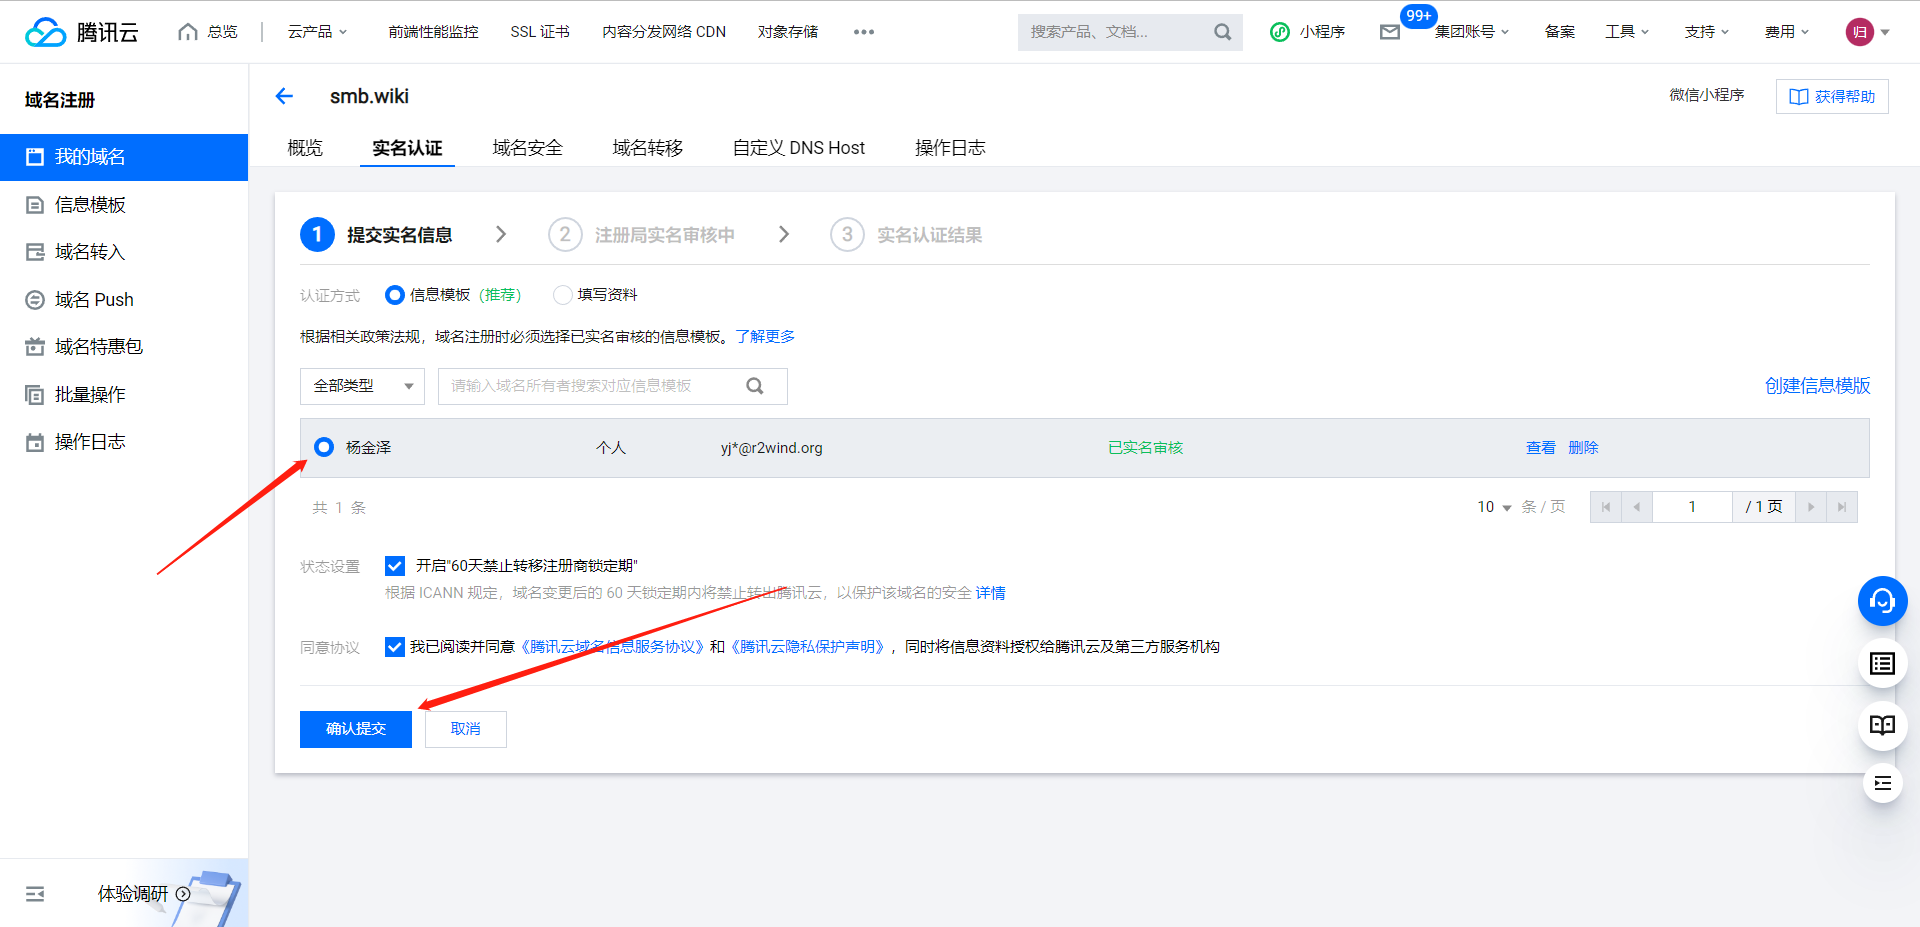 腾讯云 总览 云产品 前端性能监控 SSL 证书 内容分发网络 CDN 对象存储 ••• 搜索产品、文档... 小程序 99+ 集团账号 备案 工具 支持 费用 归
域名注册
我的域名
信息模板
域名转入
域名 Push
域名特惠包
批量操作
操作日志
体验调研
smb.wiki
微信小程序 获得帮助
概览 实名认证 域名安全 域名转移 自定义 DNS Host 操作日志
1 提交实名信息 2 注册局实名审核中 3 实名认证结果
认证方式 信息模板 (推荐) 填写资料
根据相关政策法规，域名注册时必须选择已实名审核的信息模板。了解更多
全部类型 请输入域名所有者搜索对应信息模板 创建信息模版
杨金泽 个人 yj*@r2wind.org 已实名审核 查看 删除
共 1 条 10 条 / 页 1 / 1 页
状态设置 开启"60天禁止转移注册商锁定期"
根据 ICANN 规定，域名变更后的 60 天锁定期内将禁止转出腾讯云，以保护该域名的安全 详情
同意协议 我已阅读并同意《腾讯云域名信息服务协议》和《腾讯云隐私保护声明》，同时将信息资料授权给腾讯云及第三方服务机构
确认提交 取消